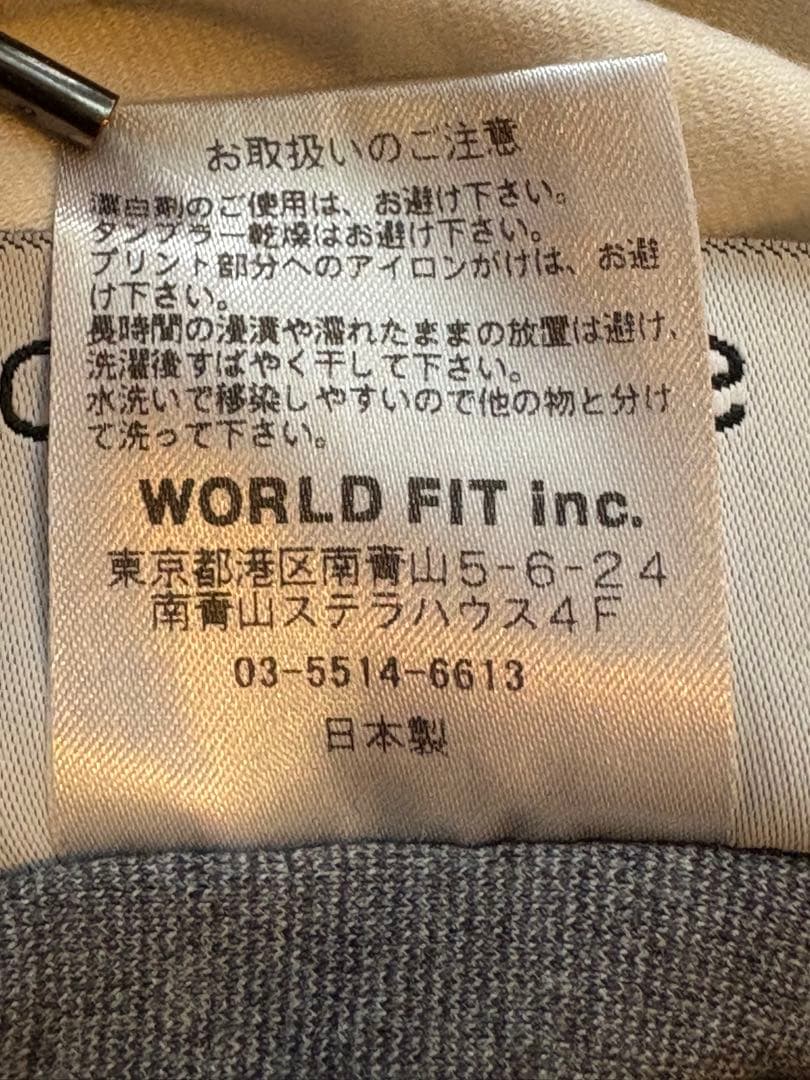 お取扱いのご注意
漂白剤のご使用は、お避け下さい。
タンブラー乾燥はお避け下さい。
プリント部分へのアイロンがけは、お避
け下さい。
長時間の浸漬や濡れたままの放置は避け、
洗濯後すばやく干して下さい。
水洗いで移染しやすいので他の物と分け
て洗って下さい。
WORLD FIT inc.
東京都港区南青山5-6-24
南青山ステラハウス4F
03-5514-6613
日本製